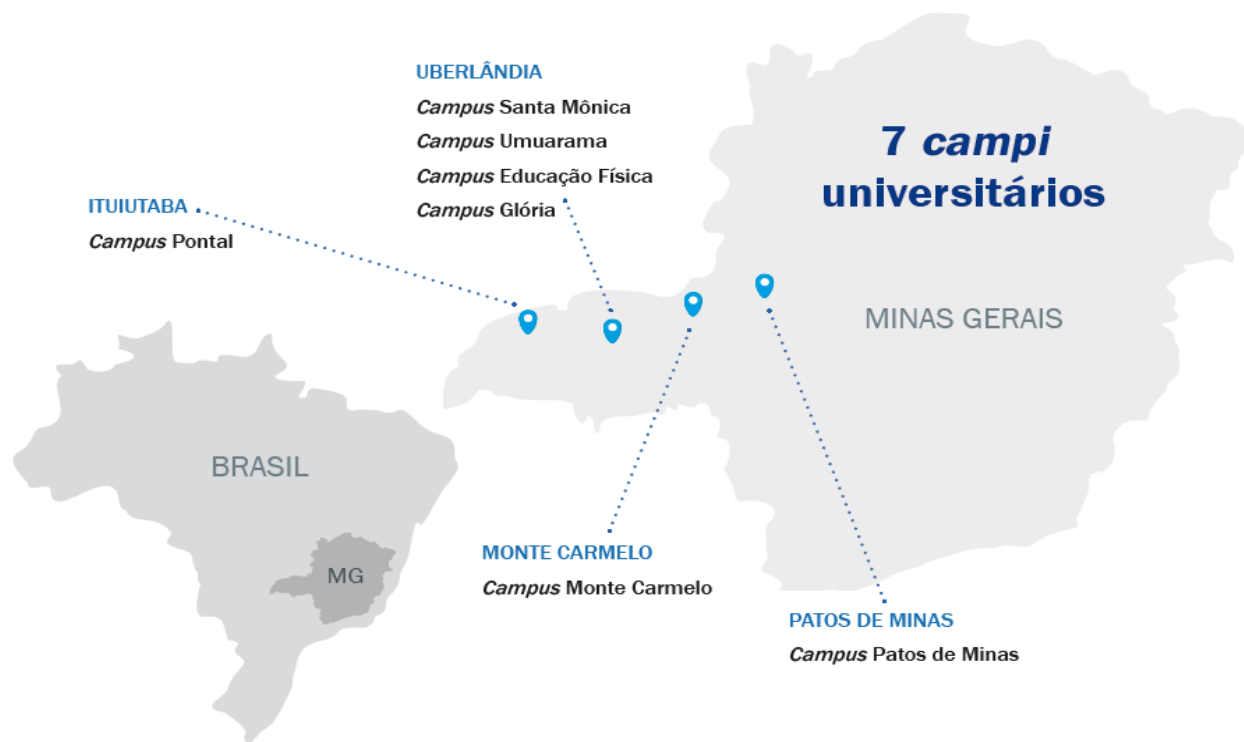 UBERLÂNDIA
Campus Santa Mônica
Campus Umuarama
Campus Educação Física
Campus Glória
7 campi
universitários
ITUIUTABA
Campus Pontal
MINAS GERAIS
BRASIL
MG
MONTE CARMELO
Campus Monte Carmelo
PATOS DE MINAS
Campus Patos de Minas